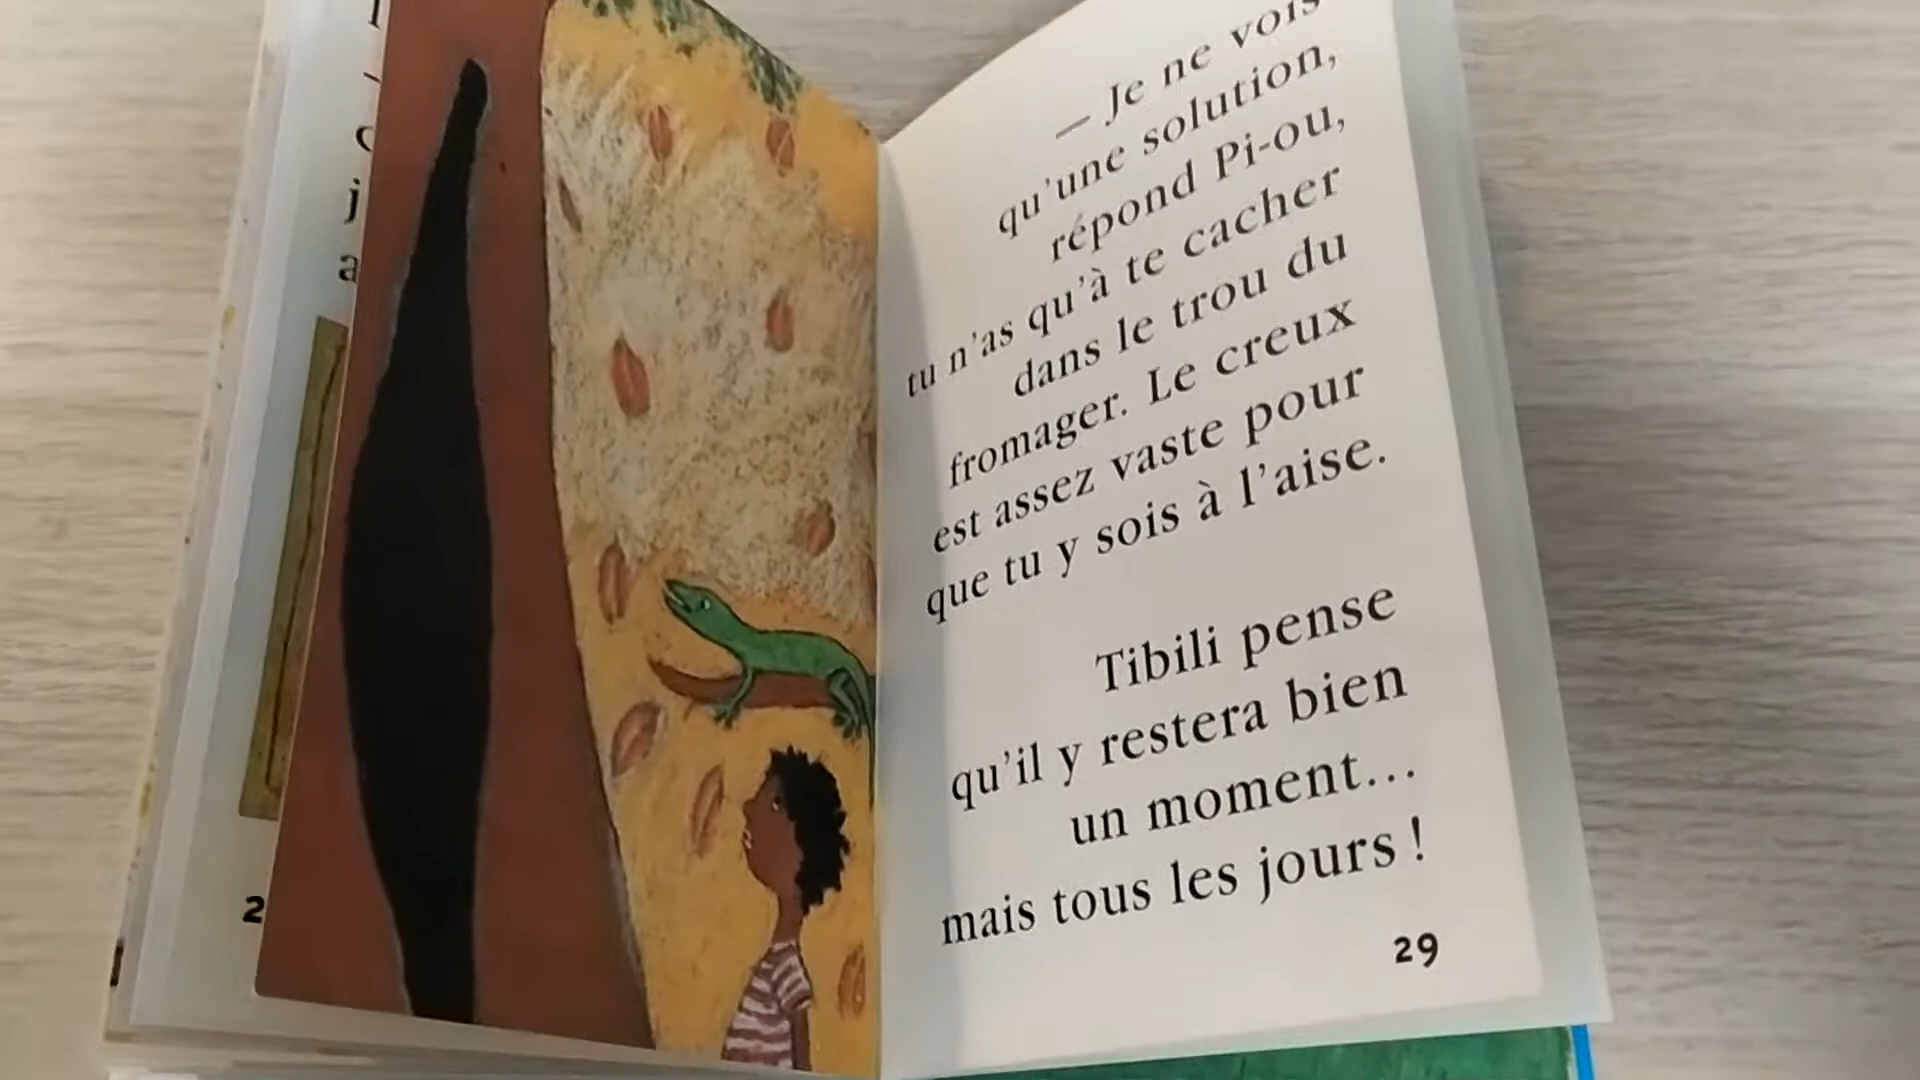 — Je ne vois
qu'une solution,
répond Pi-ou,
tu n'as qu'à te cacher
dans le trou du
fromager. Le creux
est assez vaste pour
que tu y sois à l'aise.
Tibili pense
qu'il y restera bien
un moment...
mais tous les jours !
29